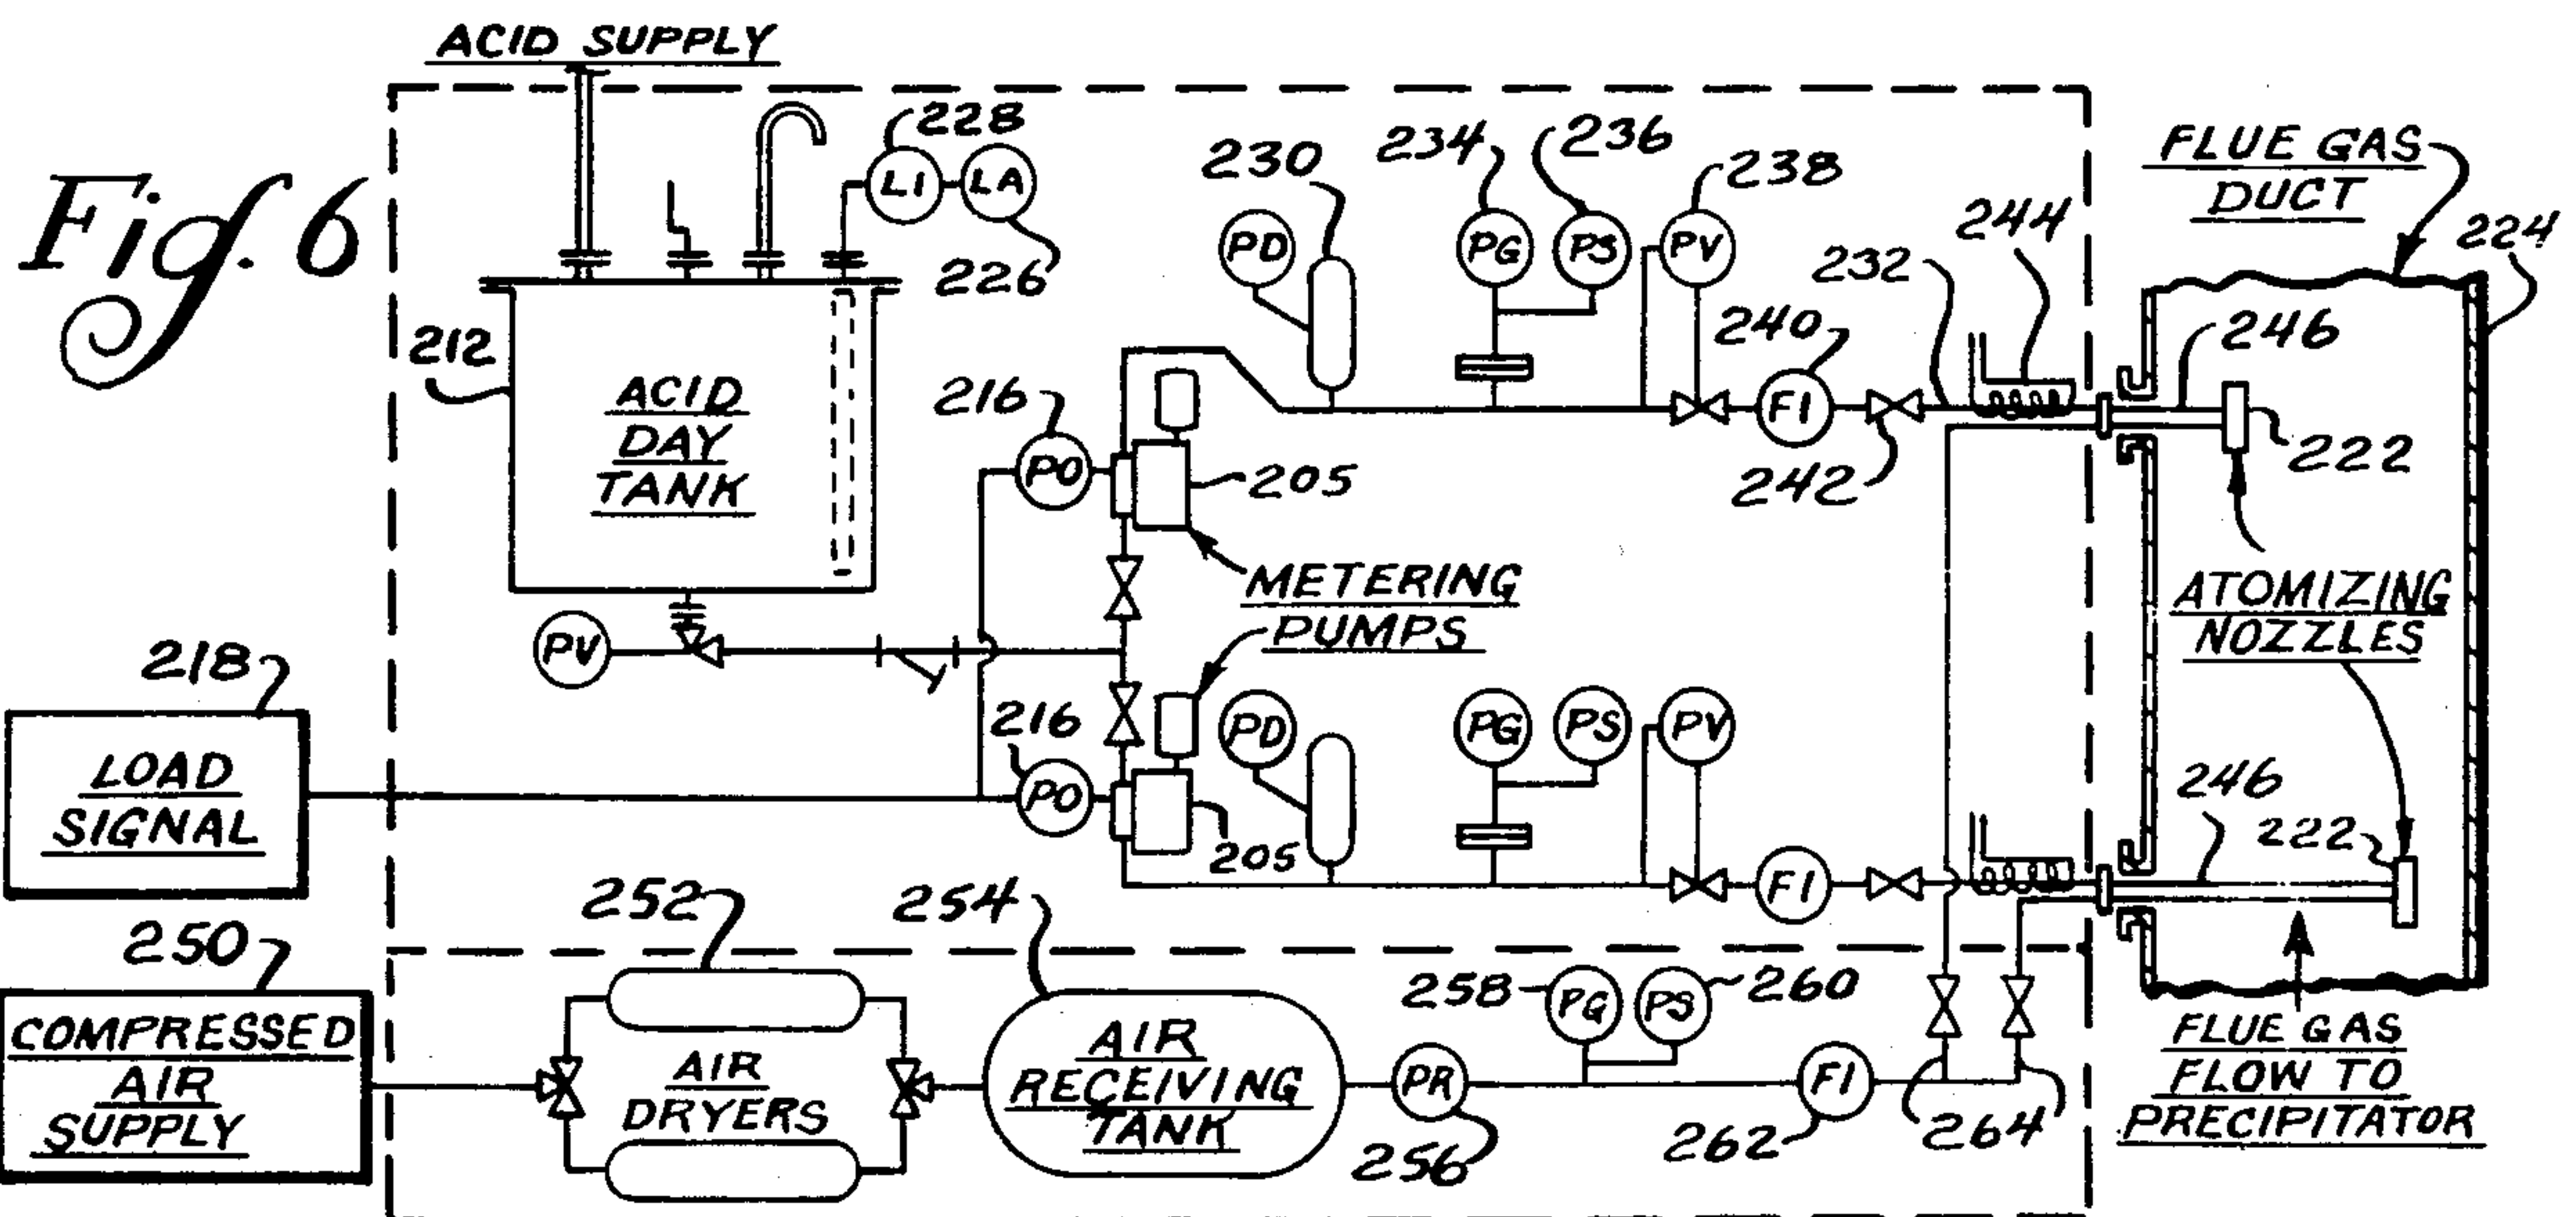 ACID SUPPLY
Fig. 6
228
LI
LA
226
230
234
236
238
PD
PG
PS
PV
244
FLUE GAS
DUCT
224
232
240
246
212
ACID
DAY
TANK
216
PO
205
FI
242
222
METERING
PUMPS
ATOMIZING
NOZZLES
PV
218
LOAD
SIGNAL
216
PO
205
PD
PG
PS
PV
FI
246
222
250
COMPRESSED
AIR
SUPPLY
252
AIR
DRYERS
254
AIR
RECEIVING
TANK
PR
256
258
PG
PS
260
FI
262
264
FLUE GAS
FLOW TO
PRECIPITATOR